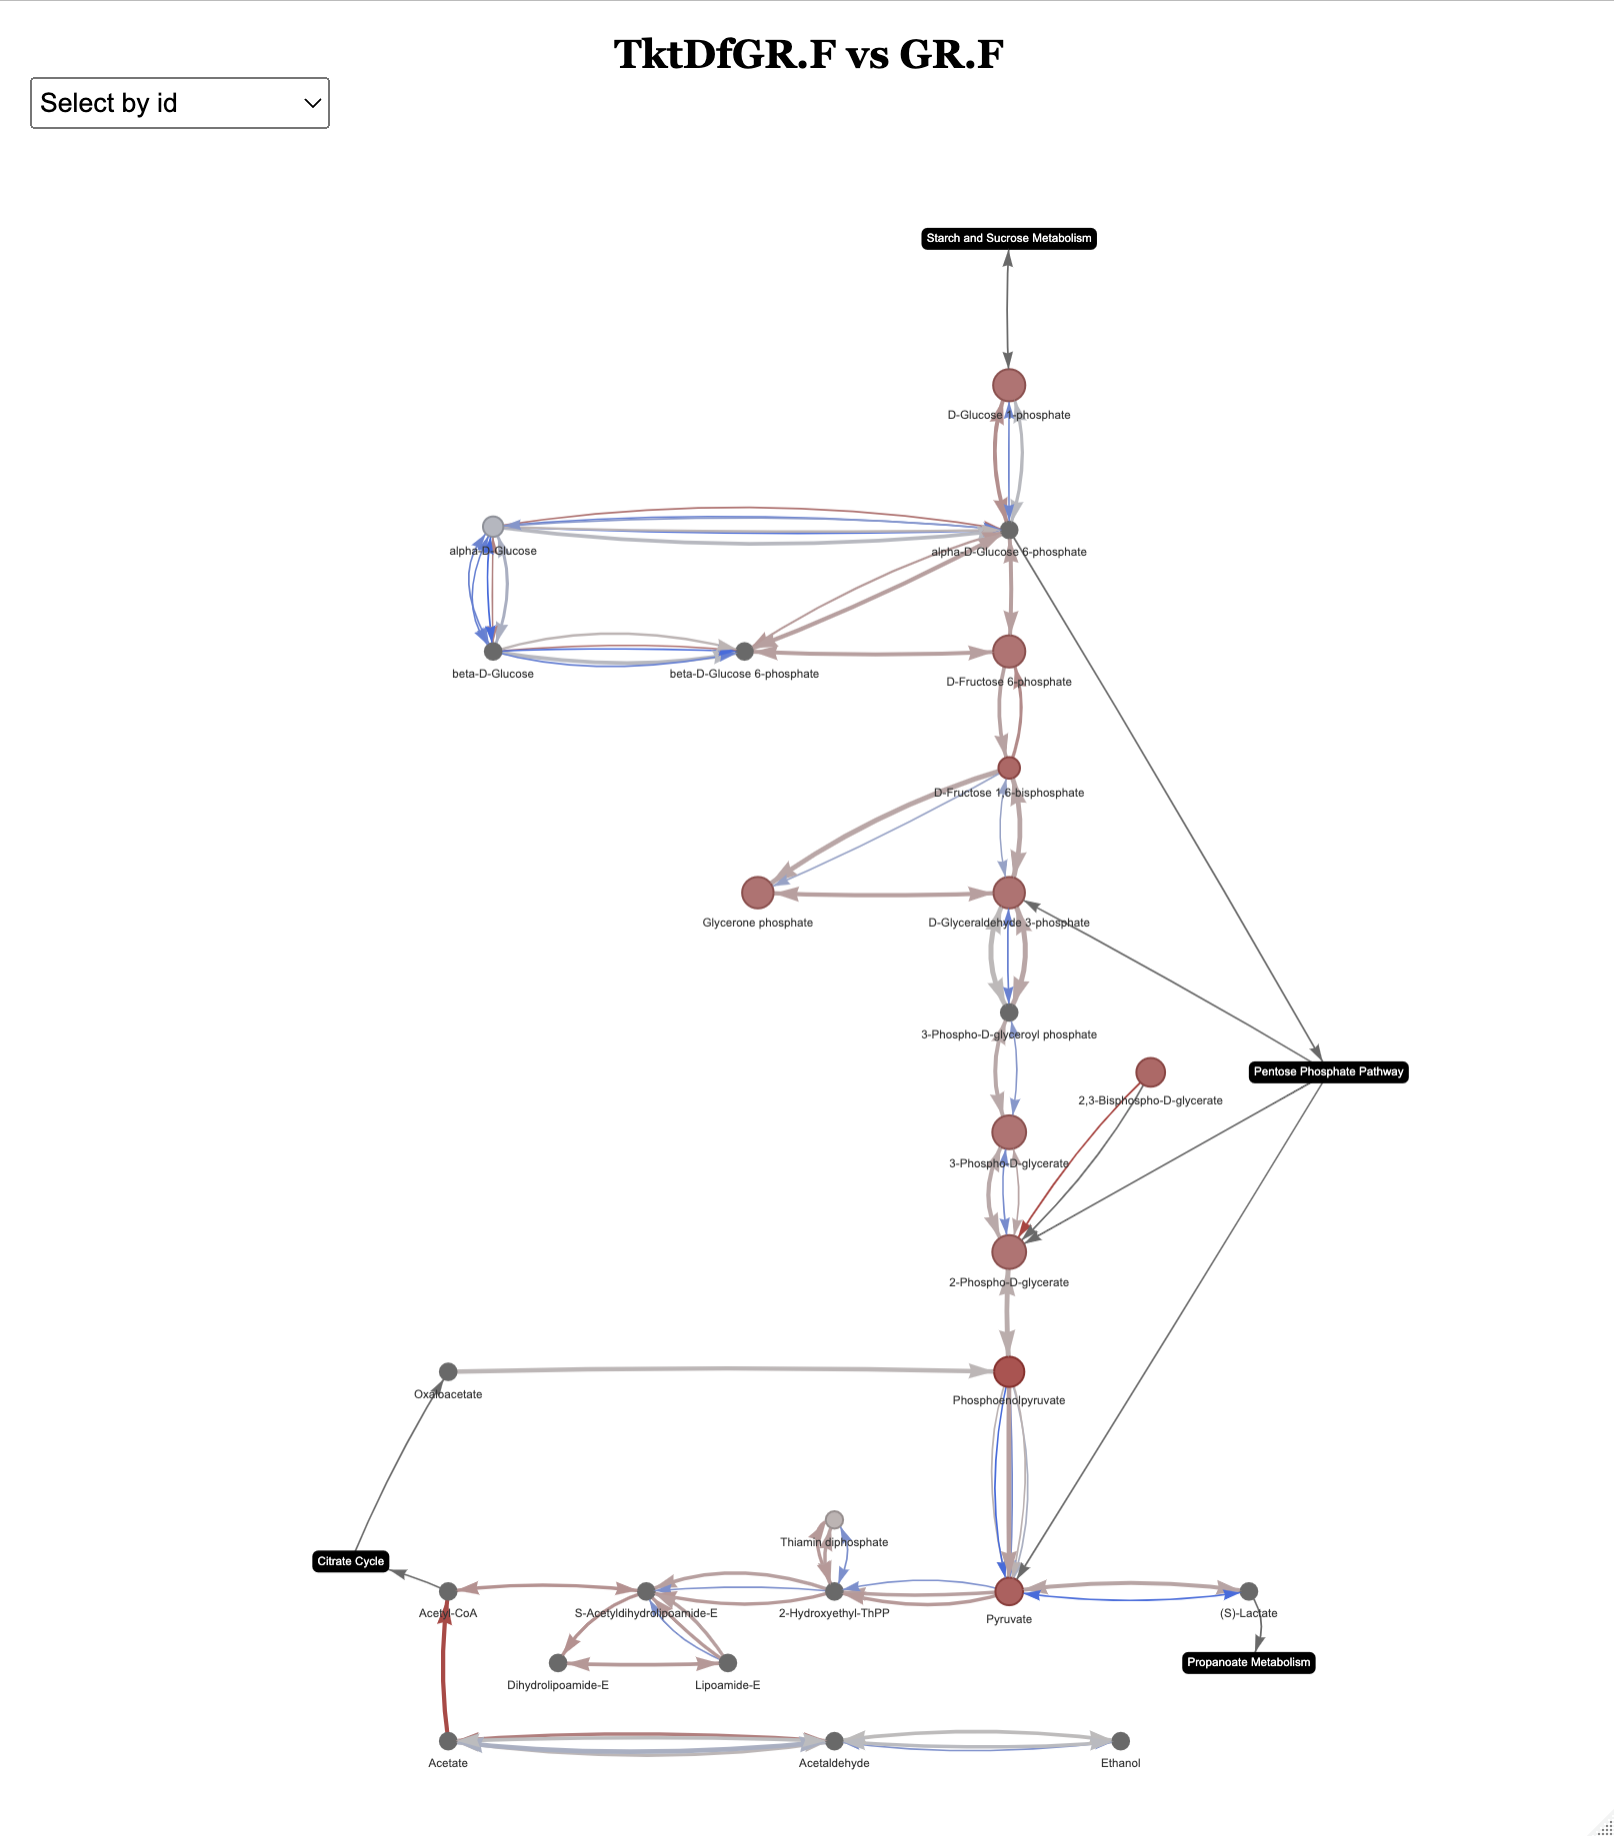 TktDfGR.F vs GR.F
Select by id
Starch and Sucrose Metabolism
D-Glucose 1-phosphate
alpha-D-Glucose
alpha-D-Glucose 6-phosphate
beta-D-Glucose
beta-D-Glucose 6-phosphate
D-Fructose 6-phosphate
D-Fructose 1,6-bisphosphate
Glycerone phosphate
D-Glyceraldehyde 3-phosphate
3-Phospho-D-glyceroyl phosphate
Pentose Phosphate Pathway
2,3-Bisphospho-D-glycerate
3-Phospho-D-glycerate
2-Phospho-D-glycerate
Oxaloacetate
Phosphoenolpyruvate
Thiamin diphosphate
Citrate Cycle
Acetyl-CoA
S-Acetyldihydrolipoamide-E
2-Hydroxyethyl-ThPP
Pyruvate
(S)-Lactate
Propanoate Metabolism
Dihydrolipoamide-E
Lipoamide-E
Acetate
Acetaldehyde
Ethanol